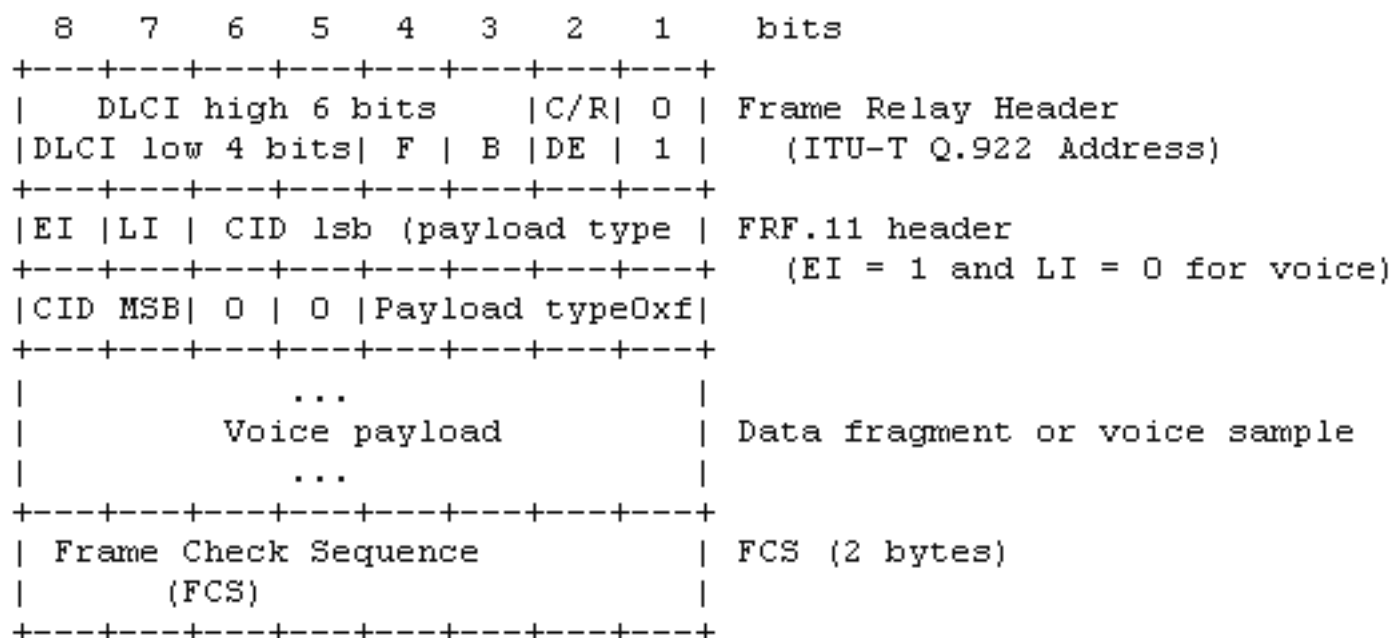 8   7   6   5   4   3   2   1    bits
+---+---+---+---+---+---+---+---+
|   DLCI high 6 bits    |C/R| 0 | Frame Relay Header
|DLCI low 4 bits| F | B |DE | 1 |   (ITU-T Q.922 Address)
+---+---+---+---+---+---+---+---+
|EI |LI | CID lsb (payload type | FRF.11 header
+---+---+---+---+---+---+---+---+   (EI = 1 and LI = 0 for voice)
|CID MSB| 0 | 0 |Payload type0xf|
+---+---+---+---+---+---+---+---+
|            ...                |
|         Voice payload         | Data fragment or voice sample
|            ...                |
+---+---+---+---+---+---+---+---+
| Frame Check Sequence          | FCS (2 bytes)
|      (FCS)                    |
+---+---+---+---+---+---+---+---+